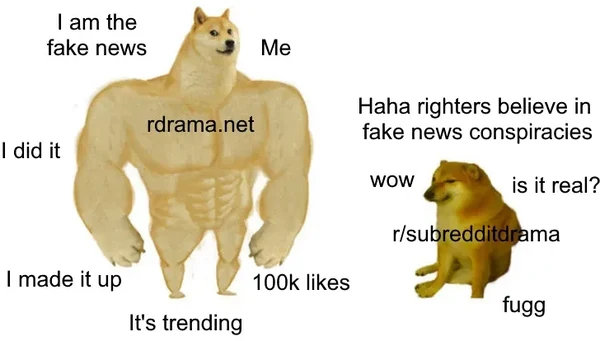 I am the
fake news
Me
rdrama.net
I did it
I made it up
100k likes
It's trending
Haha righters believe in
fake news conspiracies
wow
is it real?
r/subredditdrama
fugg